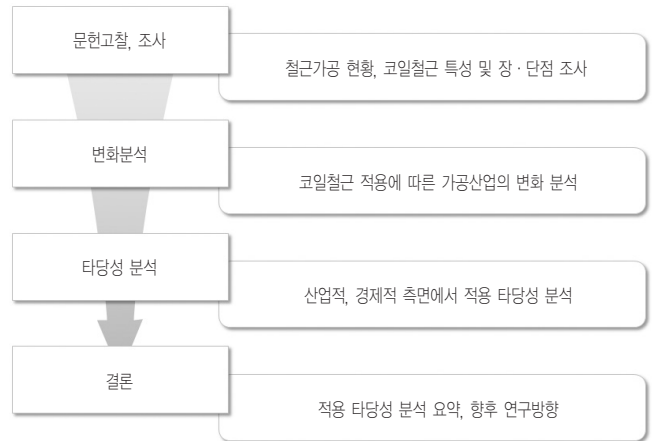 문헌고찰, 조사
철근가공 현황, 코일철근 특성 및 장 · 단점 조사
변화분석
코일철근 적용에 따른 가공산업의 변화 분석
타당성 분석
산업적, 경제적 측면에서 적용 타당성 분석
결론
적용 타당성 분석 요약, 향후 연구방향